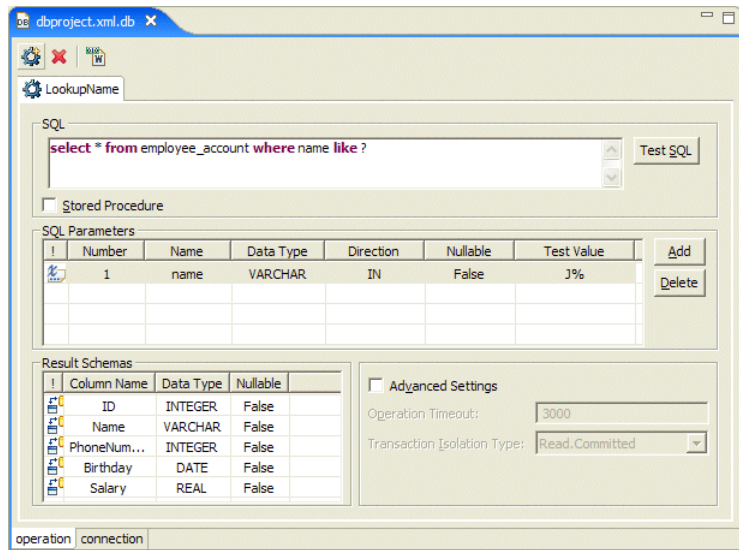 dbproject.xml.db
LookupName
SQL
select * from employee_account where name like ?
Test SQL
Stored Procedure
SQL Parameters
! Number Name Data Type Direction Nullable Test Value
1 name VARCHAR IN False J%
Add
Delete
Result Schemas
! Column Name Data Type Nullable
ID INTEGER False
Name VARCHAR False
PhoneNum... INTEGER False
Birthday DATE False
Salary REAL False
Advanced Settings
Operation Timeout: 3000
Transaction Isolation Type: Read.Committed
operation connection